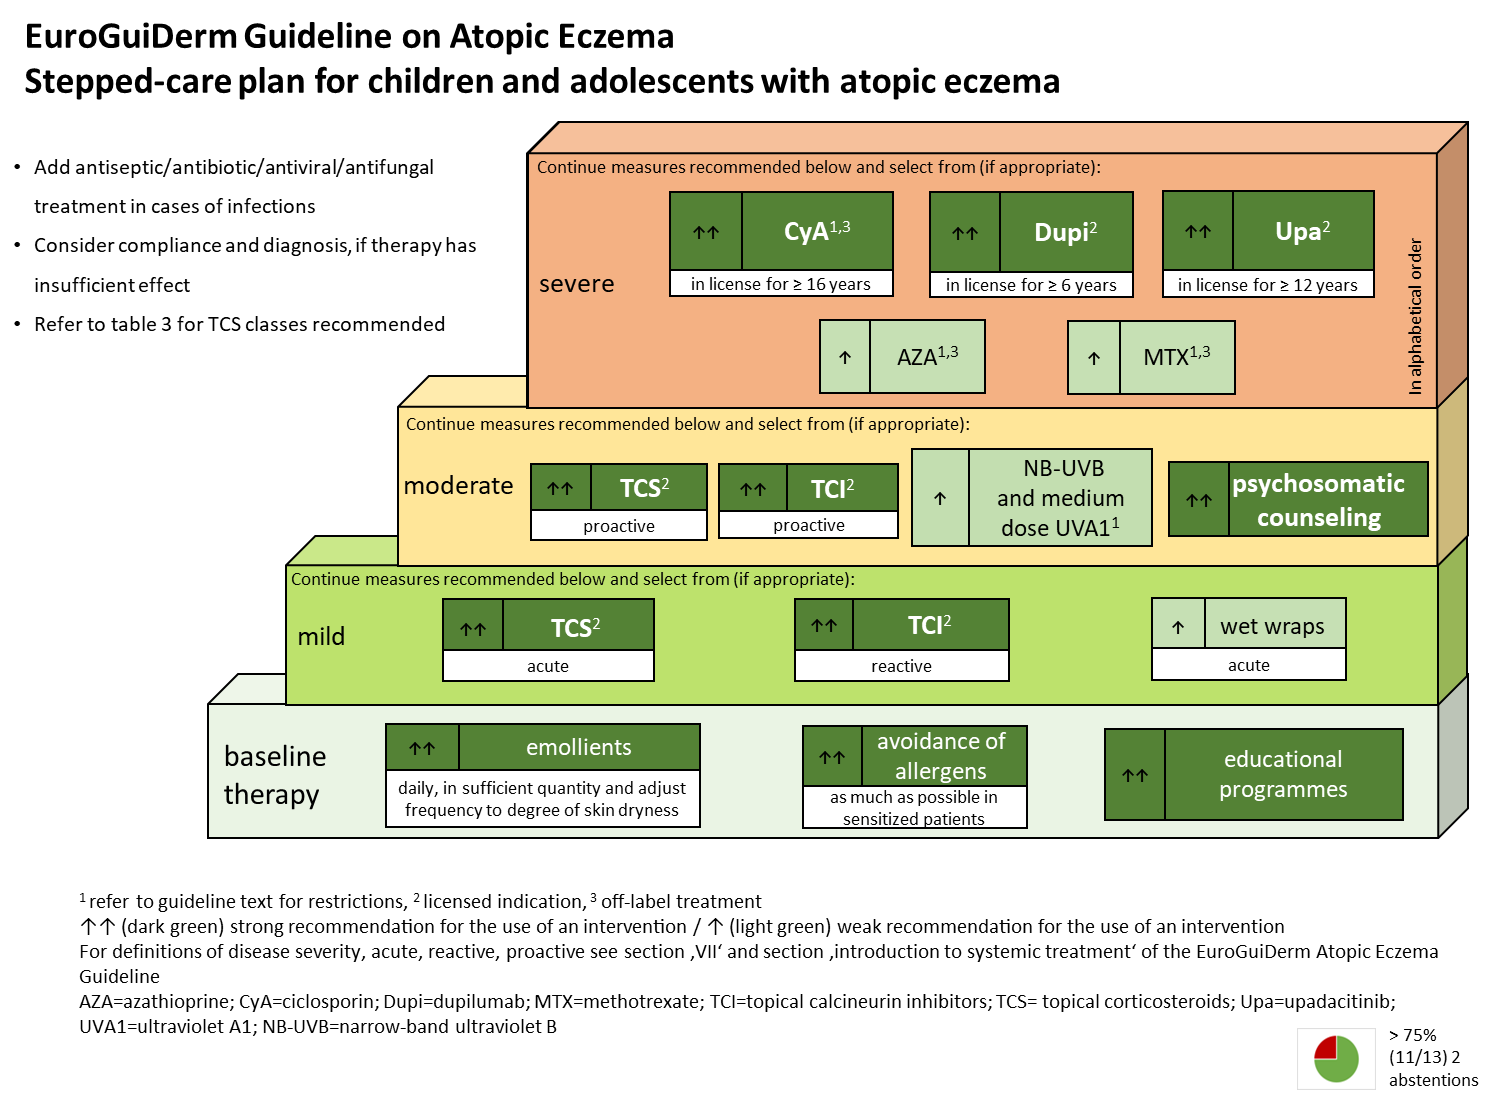 EuroGuiDerm Guideline on Atopic Eczema
Stepped-care plan for children and adolescents with atopic eczema
• Add antiseptic/antibiotic/antiviral/antifungal
treatment in cases of infections
• Consider compliance and diagnosis, if therapy has
insufficient effect
• Refer to table 3 for TCS classes recommended
Continue measures recommended below and select from (if appropriate):
severe
↑↑ CyA1,3
in license for ≥ 16 years
↑↑ Dupi2
in license for ≥ 6 years
↑↑ Upa2
in license for ≥ 12 years
↑ AZA1,3
↑ MTX1,3
In alphabetical order
Continue measures recommended below and select from (if appropriate):
moderate
↑↑ TCS2
proactive
↑↑ TCI2
proactive
↑ NB-UVB
and medium
dose UVA11
↑↑ psychosomatic
counseling
Continue measures recommended below and select from (if appropriate):
mild
↑↑ TCS2
acute
↑↑ TCI2
reactive
↑ wet wraps
acute
baseline
therapy
↑↑ emollients
daily, in sufficient quantity and adjust
frequency to degree of skin dryness
↑↑ avoidance of
allergens
as much as possible in
sensitized patients
↑↑ educational
programmes
1 refer to guideline text for restrictions, 2 licensed indication, 3 off-label treatment
↑↑ (dark green) strong recommendation for the use of an intervention / ↑ (light green) weak recommendation for the use of an intervention
For definitions of disease severity, acute, reactive, proactive see section ‚VII‘ and section ‚introduction to systemic treatment‘ of the EuroGuiDerm Atopic Eczema
Guideline
AZA=azathioprine; CyA=ciclosporin; Dupi=dupilumab; MTX=methotrexate; TCI=topical calcineurin inhibitors; TCS= topical corticosteroids; Upa=upadacitinib;
UVA1=ultraviolet A1; NB-UVB=narrow-band ultraviolet B
> 75%
(11/13) 2
abstentions